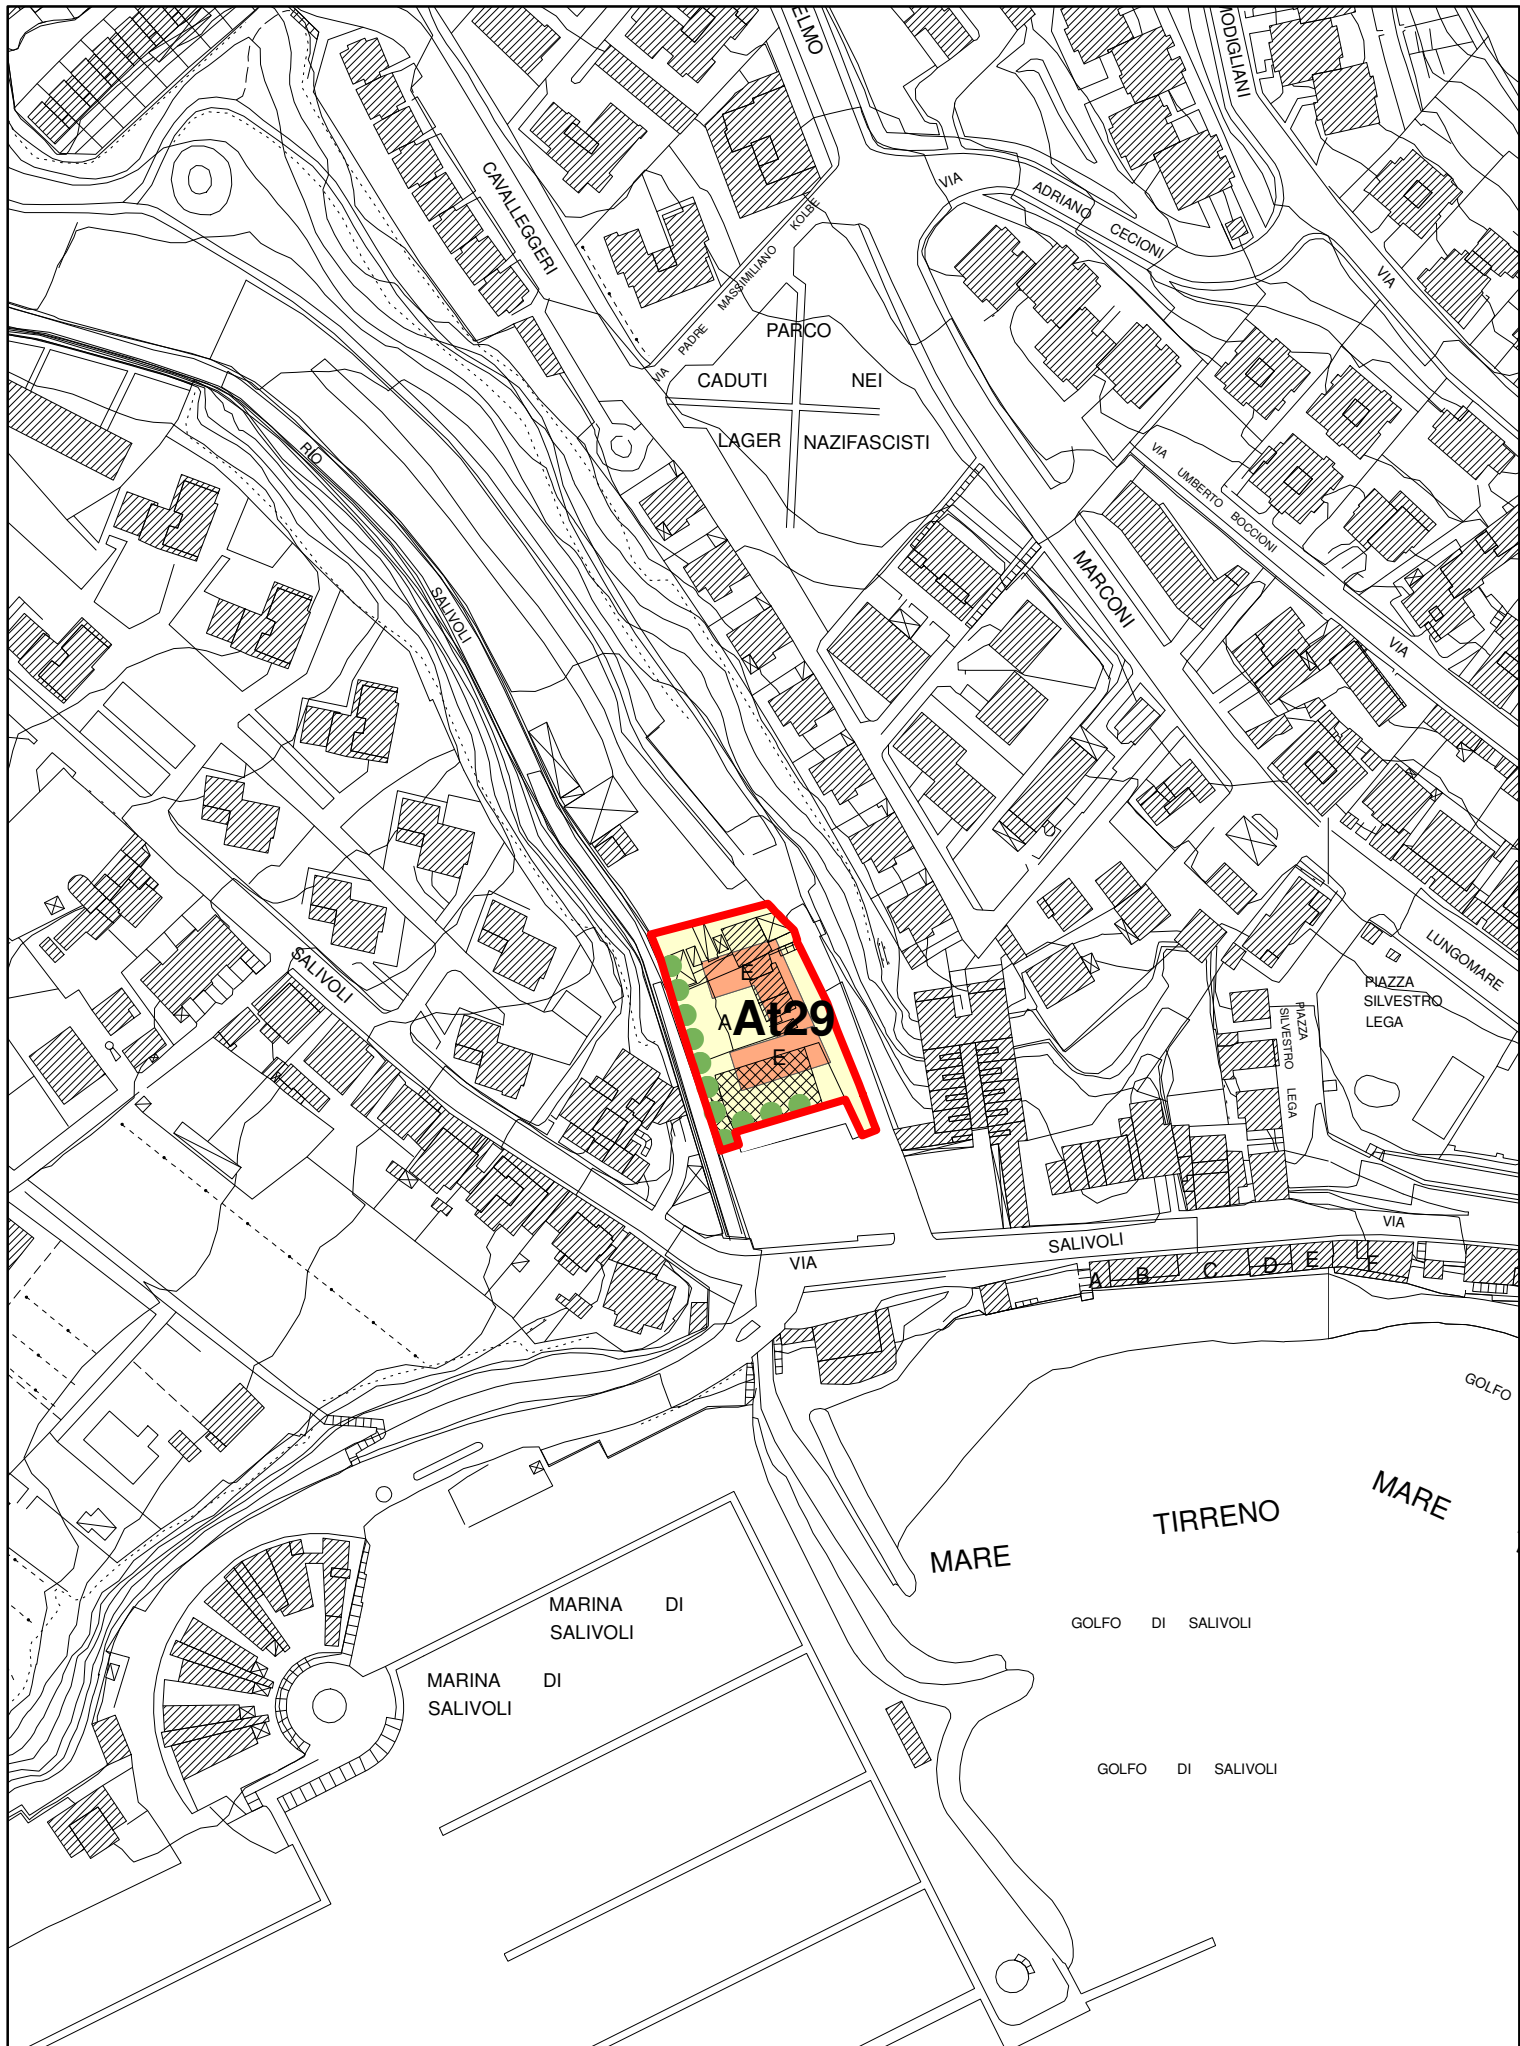 ELMO
MODIGLIANI
CAVALLEGGERI
VIA
ADRIANO
CECIONI
VIA
VIA PADRE MASSIMILIANO KOLBE
PARCO
CADUTI NEI
LAGER NAZIFASCISTI
RIO
SALIVOLI
VIA UMBERTO BOCCIONI
MARCONI
VIA
SALIVOLI
LUNGOMARE
PIAZZA
SILVESTRO
LEGA
PIAZZA
SILVESTRO LEGA
E
A
At29
E
VIA
SALIVOLI
VIA
A B C D E F
GOLFO
MARE
TIRRENO
MARE
MARINA DI
SALIVOLI
GOLFO DI SALIVOLI
MARINA DI
SALIVOLI
GOLFO DI SALIVOLI